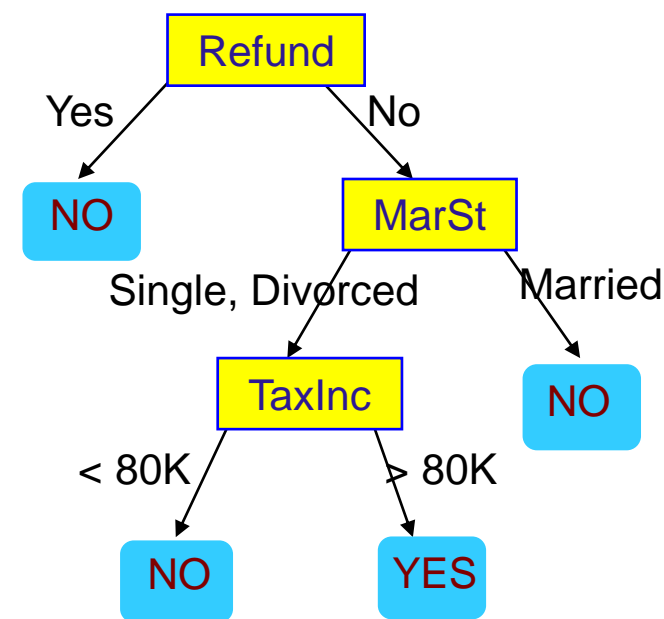 Refund
Yes
No
NO
MarSt
Single, Divorced
Married
TaxInc
NO
< 80K
> 80K
NO
YES